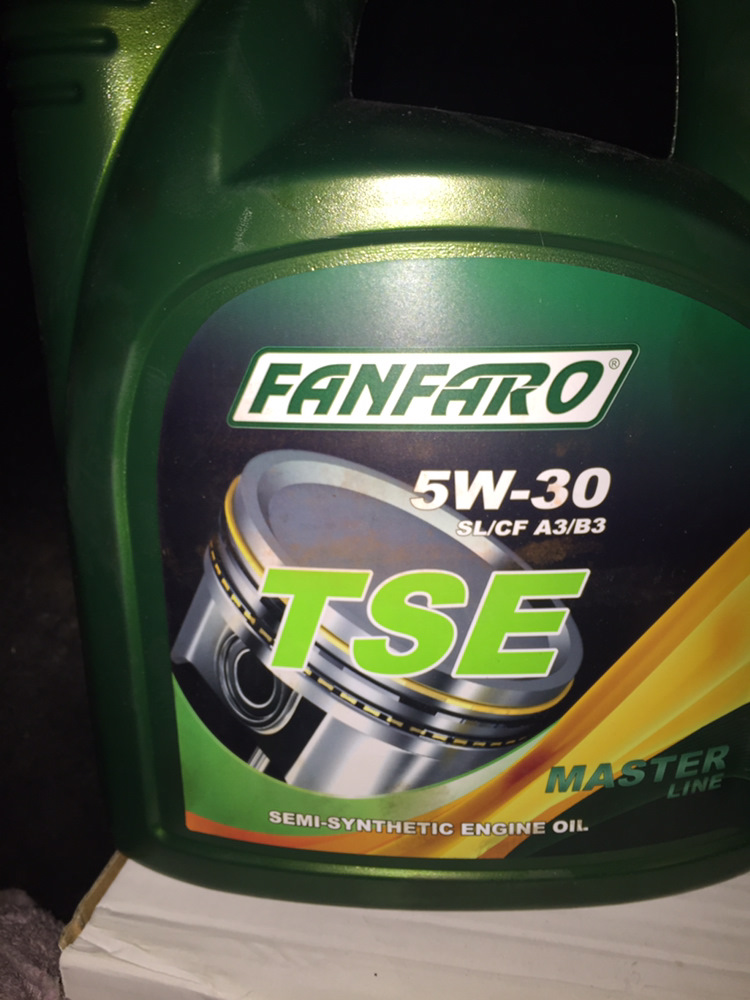 FANFARO®
5W-30
SL/CF A3/B3
TSE
MASTER
LINE
SEMI-SYNTHETIC ENGINE OIL